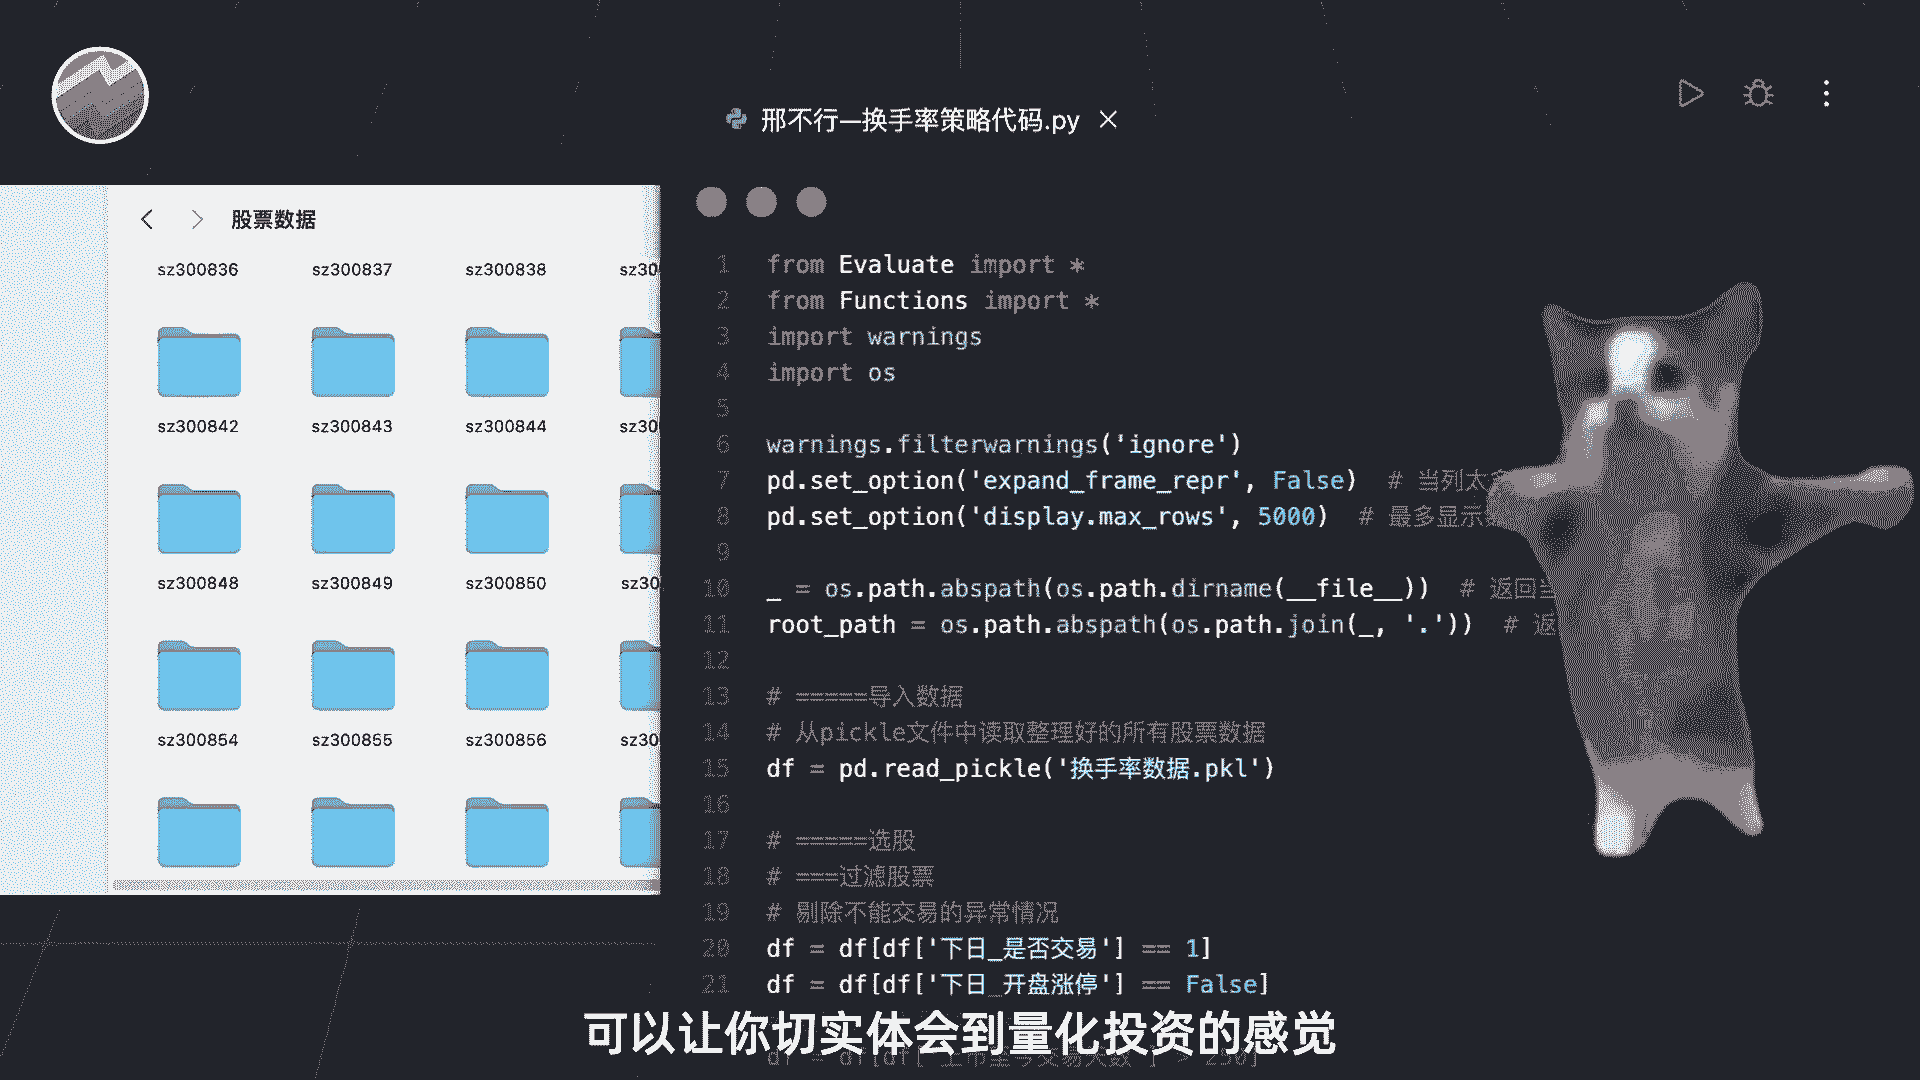 邢不行—换手率策略代码.py
股票数据
sz300836 sz300837 sz300838 sz30
sz300842 sz300843 sz300844 sz30
sz300848 sz300849 sz300850 sz30
sz300854 sz300855 sz300856 sz30
1 from Evaluate import *
2 from Functions import *
3 import warnings
4 import os
5
6 warnings.filterwarnings('ignore')
7 pd.set_option('expand_frame_repr', False) # 当列太
8 pd.set_option('display.max_rows', 5000) # 最多显示
9
10 _ = os.path.abspath(os.path.dirname(__file__)) # 返回
11 root_path = os.path.abspath(os.path.join(_, '.')) # 返
12
13 # =====导入数据
14 # 从pickle文件中读取整理好的所有股票数据
15 df = pd.read_pickle('换手率数据.pkl')
16
17 # =====选股
18 # ===过滤股票
19 # 剔除不能交易的异常情况
20 df = df[df['下日_是否交易'] == 1]
21 df = df[df['下日_开盘涨停'] == False]
可以让你切实体会到量化投资的感觉